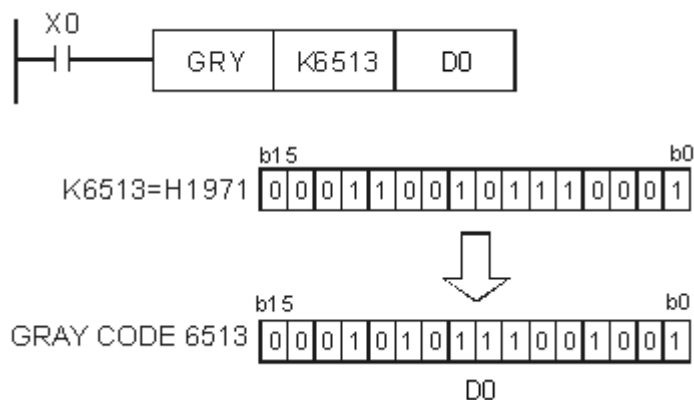 X0
GRY K6513 D0
b15 b0
K6513=H1971 0 0 0 1 1 0 0 1 0 1 1 1 0 0 0 1
b15 b0
GRAY CODE 6513 0 0 0 1 0 1 0 1 1 1 0 0 1 0 0 1
D0